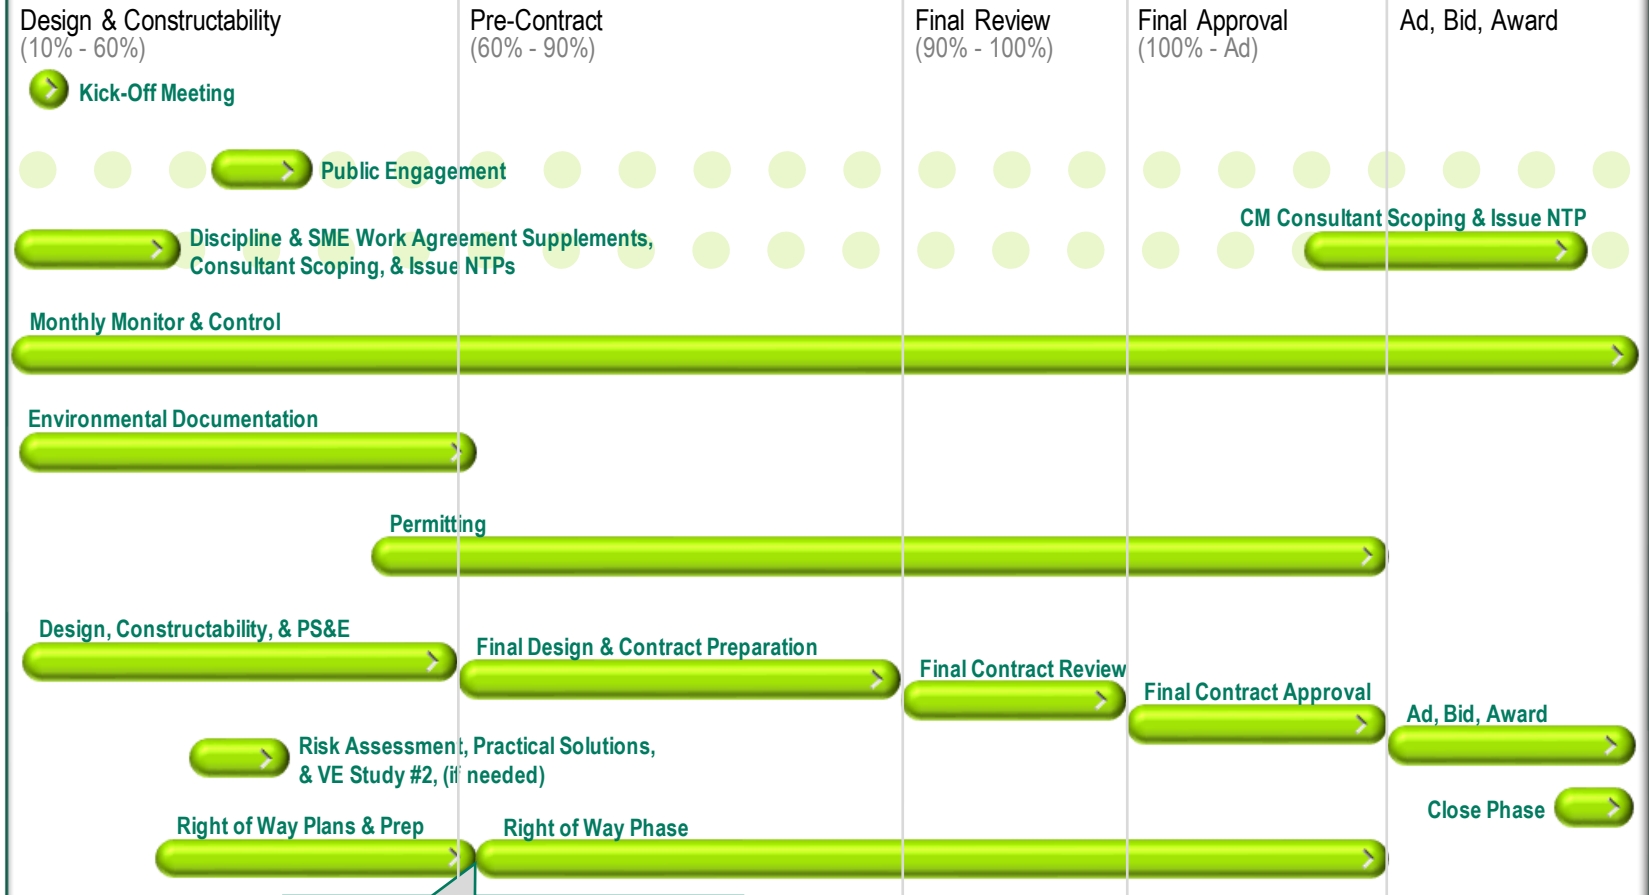 Design & Constructability
(10% - 60%)
Pre-Contract
(60% - 90%)
Final Review
(90% - 100%)
Final Approval
(100% - Ad)
Ad, Bid, Award
Kick-Off Meeting
Public Engagement
Discipline & SME Work Agreement Supplements,
Consultant Scoping, & Issue NTPs
CM Consultant Scoping & Issue NTP
Monthly Monitor & Control
Environmental Documentation
Permitting
Design, Constructability, & PS&E
Final Design & Contract Preparation
Final Contract Review
Final Contract Approval
Ad, Bid, Award
Risk Assessment, Practical Solutions,
& VE Study #2, (if needed)
Close Phase
Right of Way Plans & Prep
Right of Way Phase